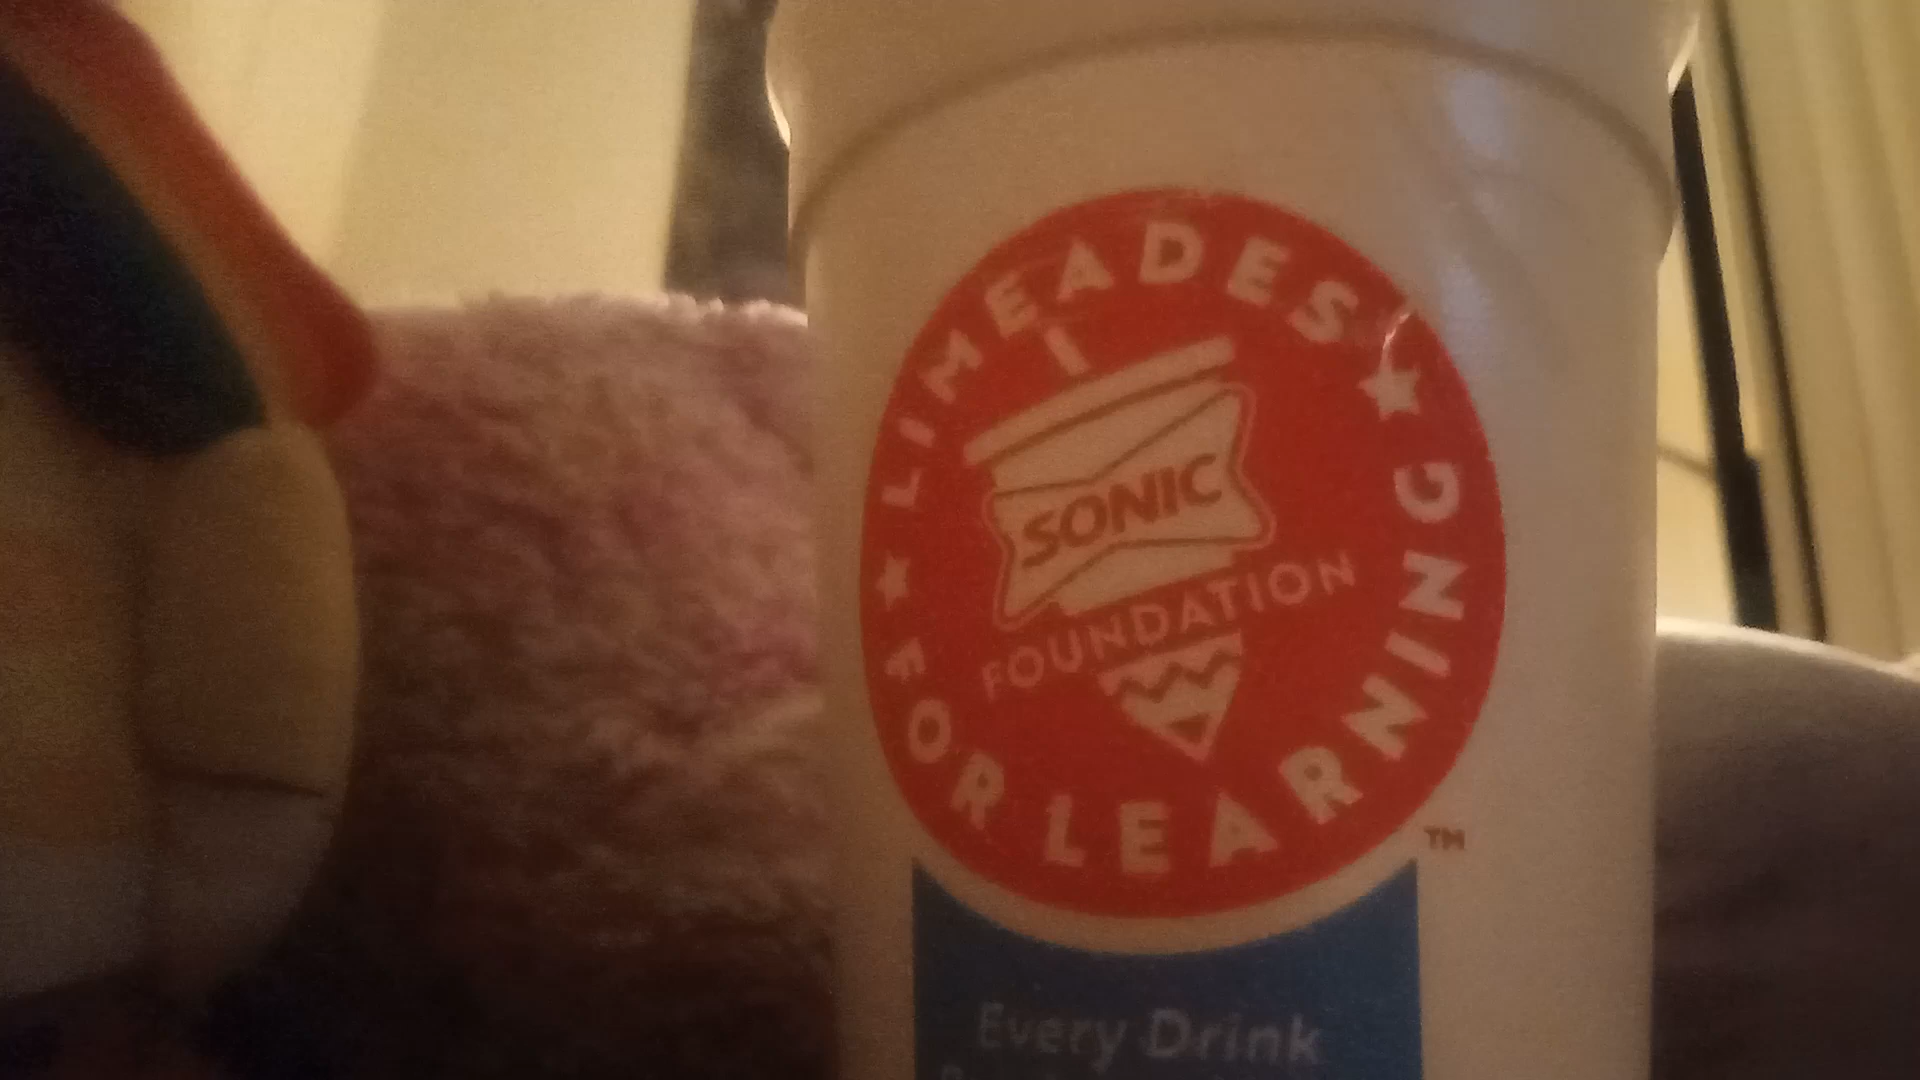 LIMEADES
FOR LEARNING
SONIC
FOUNDATION
TM
Every Drink